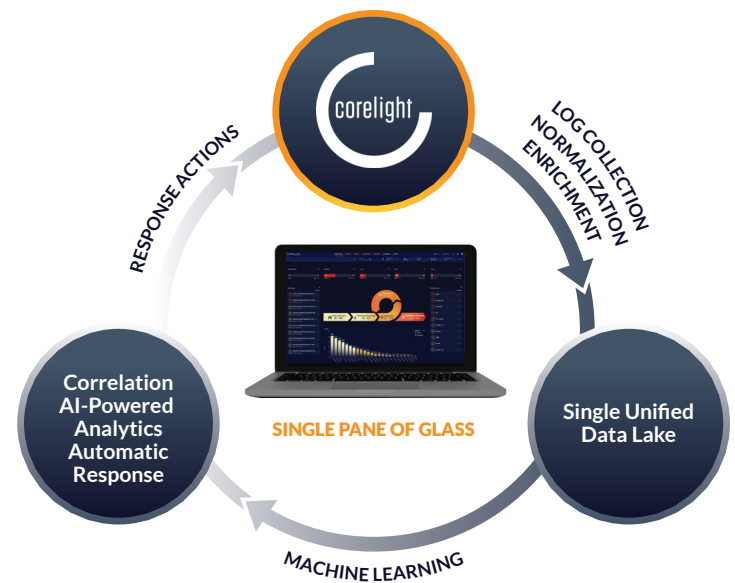 corelight
LOG COLLECTION
NORMALIZATION
ENRICHMENT
RESPONSE ACTIONS
Correlation
AI-Powered
Analytics
Automatic
Response
SINGLE PANE OF GLASS
Single Unified
Data Lake
MACHINE LEARNING